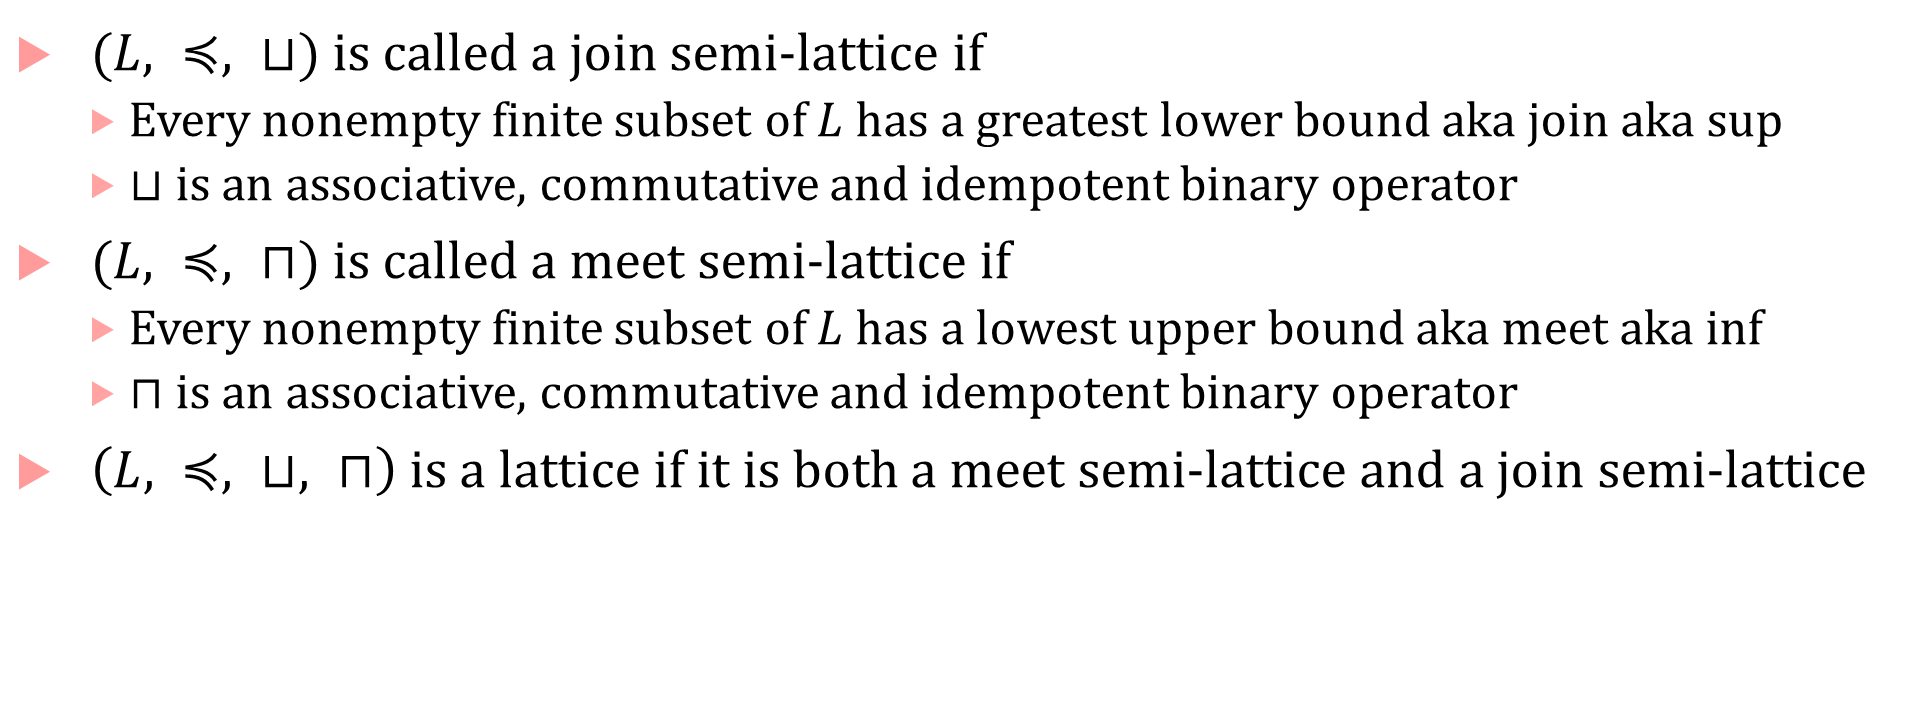 (L, ≼, ⊔) is called a join semi-lattice if
Every nonempty finite subset of L has a greatest lower bound aka join aka sup
⊔ is an associative, commutative and idempotent binary operator
(L, ≼, ⊓) is called a meet semi-lattice if
Every nonempty finite subset of L has a lowest upper bound aka meet aka inf
⊓ is an associative, commutative and idempotent binary operator
(L, ≼, ⊔, ⊓) is a lattice if it is both a meet semi-lattice and a join semi-lattice